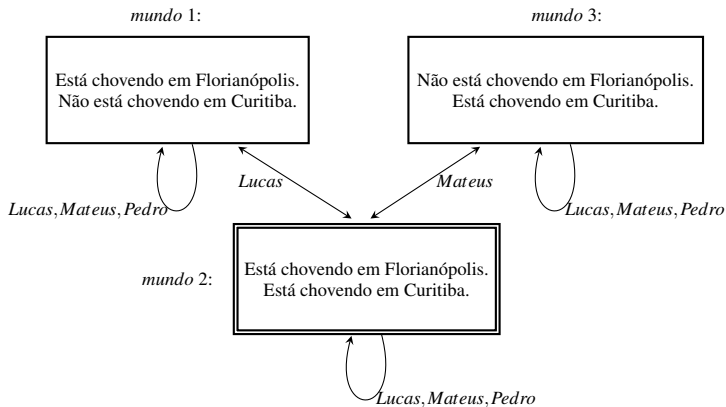 mundo 1:
mundo 3:
Está chovendo em Florianópolis.
Não está chovendo em Curitiba.
Não está chovendo em Florianópolis.
Está chovendo em Curitiba.
Lucas
Mateus
Lucas,Mateus,Pedro
Lucas,Mateus,Pedro
mundo 2:
Está chovendo em Florianópolis.
Está chovendo em Curitiba.
Lucas,Mateus,Pedro